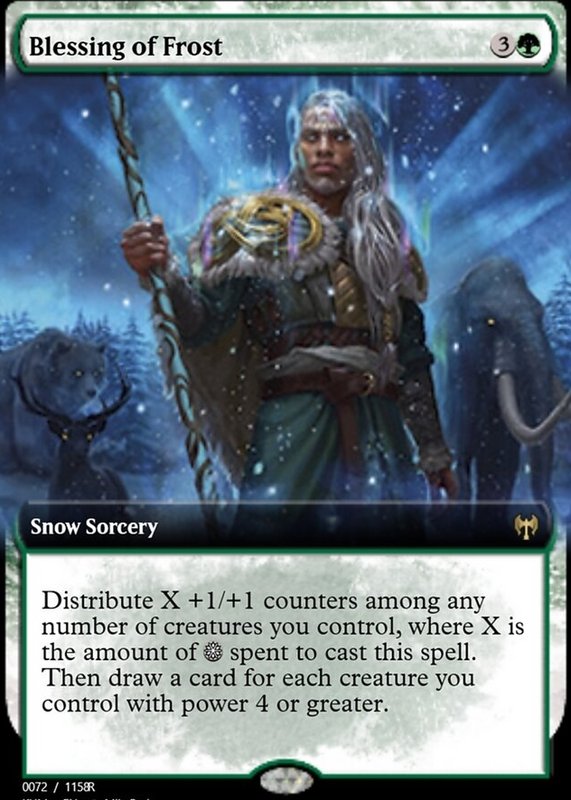 Blessing of Frost
3
Snow Sorcery
Distribute X +1/+1 counters among any
number of creatures you control, where X is
the amount of spent to cast this spell.
Then draw a card for each creature you
control with power 4 or greater.
0072 / 1158R